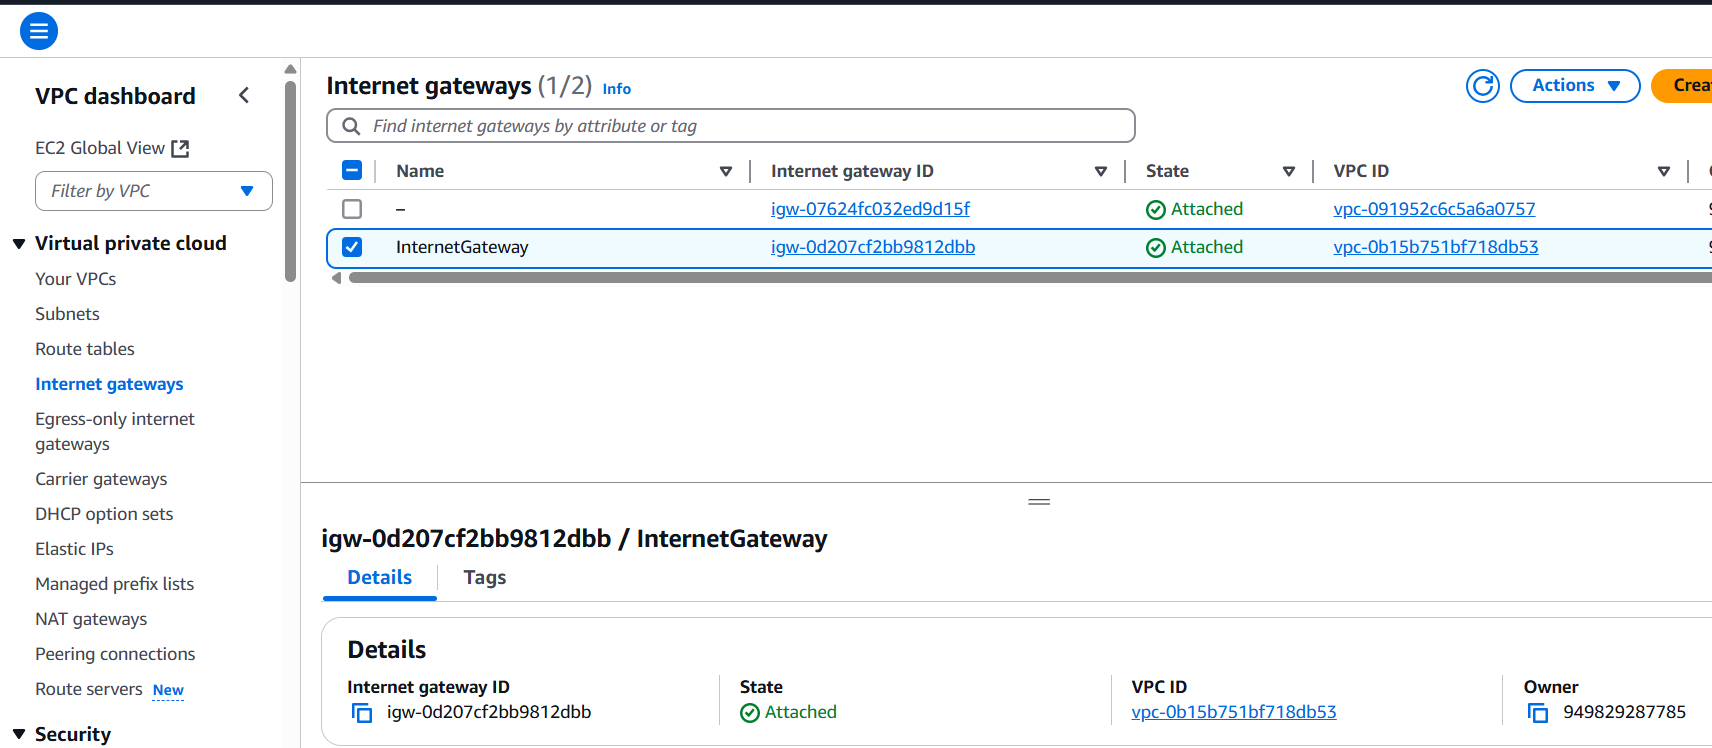 VPC dashboard
EC2 Global View
Filter by VPC
Virtual private cloud
Your VPCs
Subnets
Route tables
Internet gateways
Egress-only internet
gateways
Carrier gateways
DHCP option sets
Elastic IPs
Managed prefix lists
NAT gateways
Peering connections
Route servers New
Security
Internet gateways (1/2) Info
Actions
Find internet gateways by attribute or tag
Name Internet gateway ID State VPC ID
– igw-07624fc032ed9d15f Attached vpc-091952c6c5a6a0757
InternetGateway igw-0d207cf2bb9812dbb Attached vpc-0b15b751bf718db53
igw-0d207cf2bb9812dbb / InternetGateway
Details Tags
Details
Internet gateway ID State VPC ID Owner
igw-0d207cf2bb9812dbb Attached vpc-0b15b751bf718db53 949829287785